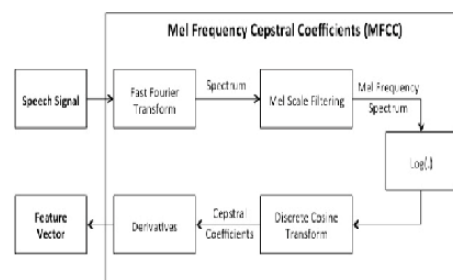 Mel Frequency Cepstral Coefficients (MFCC)
Speech Signal
Fast Fourier
Transform
Spectrum
Mel Scale Filtering
Mel Frequency
Spectrum
Log(.)
Discrete Cosine
Transform
Cepstral
Coefficients
Derivatives
Feature
Vector